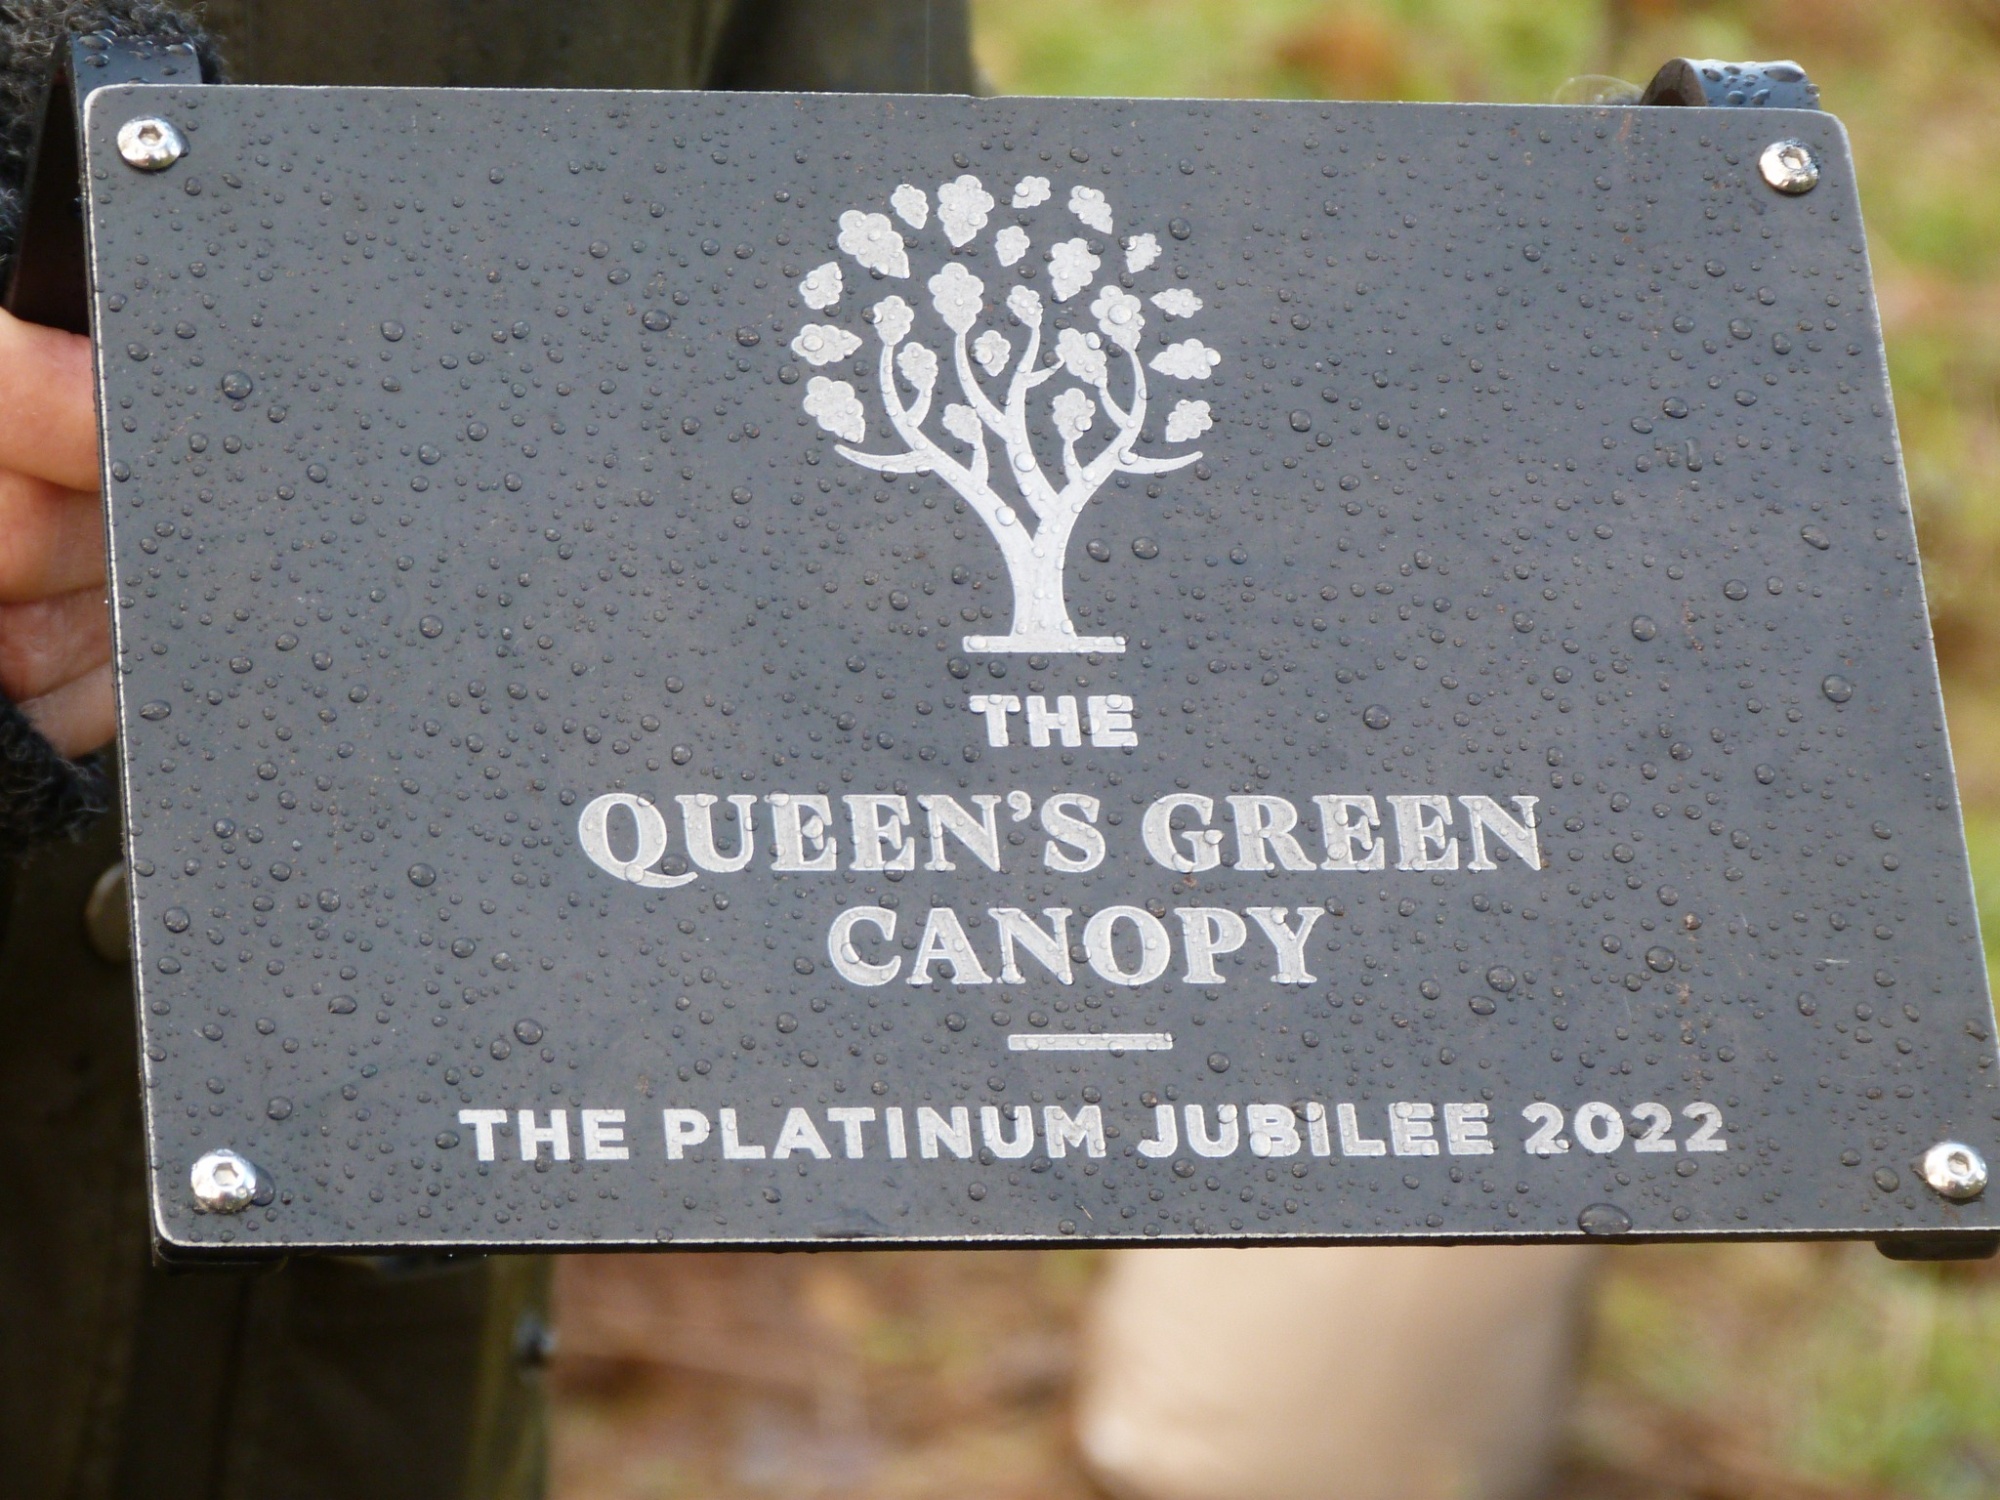 THE
QUEEN’S GREEN
CANOPY
THE PLATINUM JUBILEE 2022